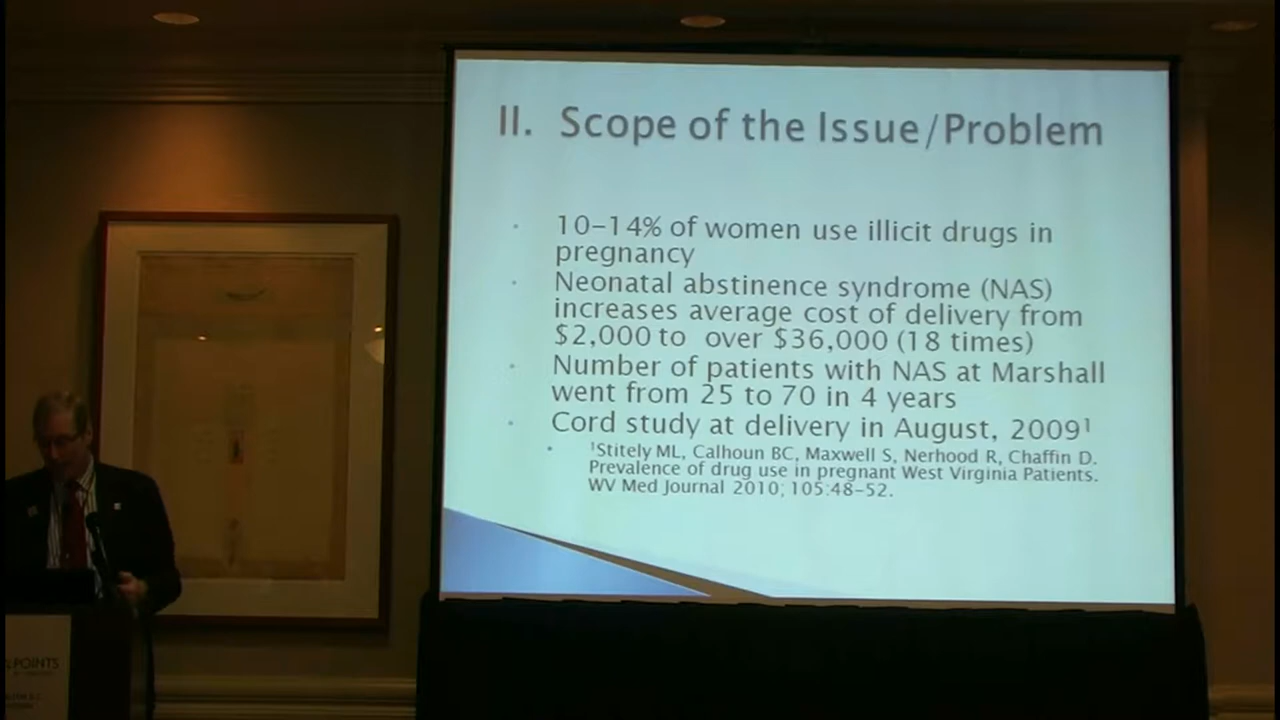 II. Scope of the Issue/Problem
10-14% of women use illicit drugs in
pregnancy
Neonatal abstinence syndrome (NAS)
increases average cost of delivery from
$2,000 to over $36,000 (18 times)
Number of patients with NAS at Marshall
went from 25 to 70 in 4 years
Cord study at delivery in August, 2009¹
¹Stitely ML, Calhoun BC, Maxwell S, Nerhood R, Chaffin D.
Prevalence of drug use in pregnant West Virginia Patients.
WV Med Journal 2010; 105:48-52.
POINTS